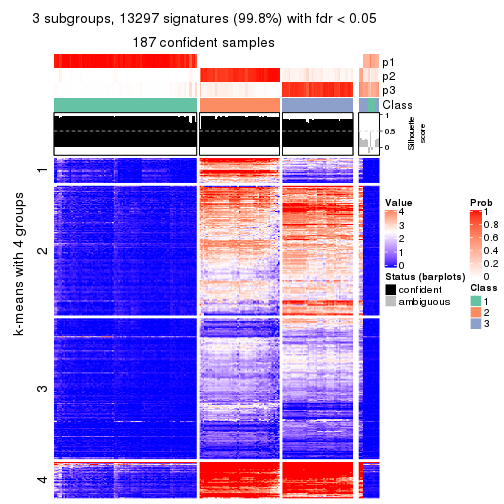 3 subgroups, 13297 signatures (99.8%) with fdr < 0.05
187 confident samples
p1
p2
p3
Class
1
0.5
0
Silhouette
score
k-means with 4 groups
1
2
3
4
Value
4
3
2
1
0
Status (barplots)
confident
ambiguous
Prob
1
0.8
0.6
0.4
0.2
0
Class
1
2
3